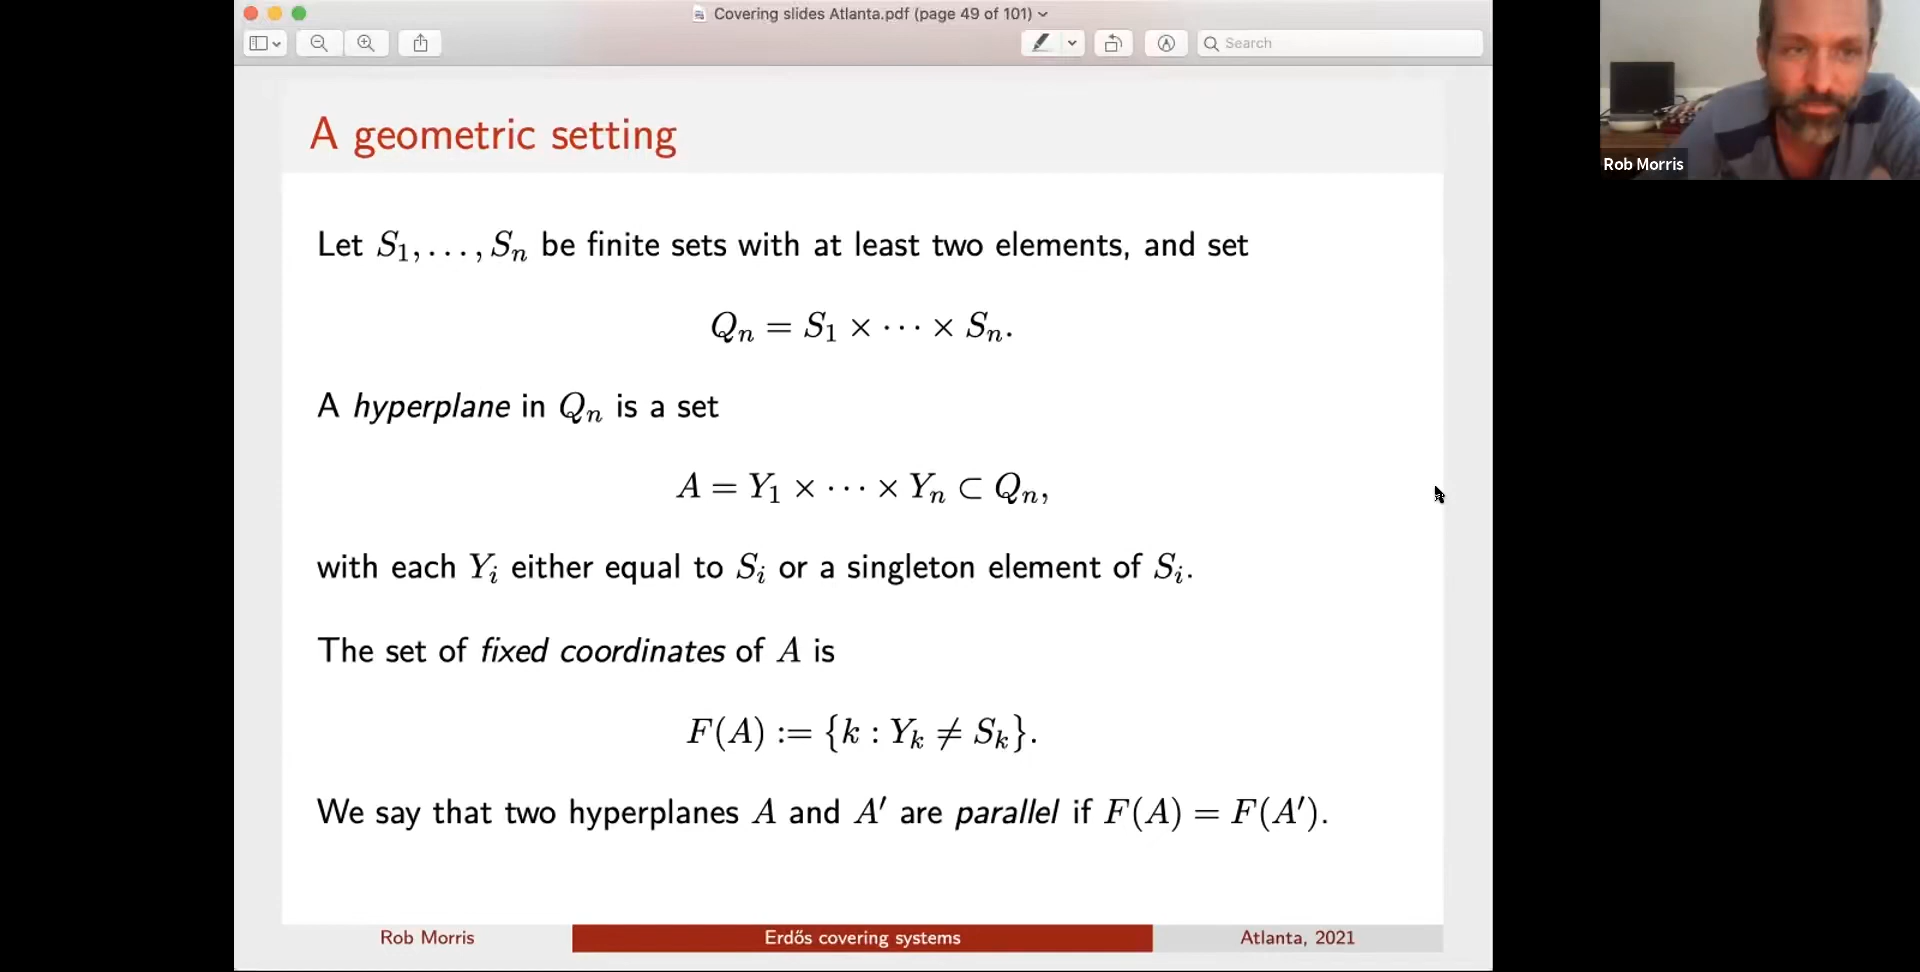 Covering slides Atlanta.pdf (page 49 of 101)
Search
A geometric setting
Let S₁, . . . , Sₙ be finite sets with at least two elements, and set
Qₙ = S₁ × · · · × Sₙ.
A hyperplane in Qₙ is a set
A = Y₁ × · · · × Yₙ ⊂ Qₙ,
with each Yᵢ either equal to Sᵢ or a singleton element of Sᵢ.
The set of fixed coordinates of A is
F(A) := {k : Yₖ ≠ Sₖ}.
We say that two hyperplanes A and A′ are parallel if F(A) = F(A′).
Rob Morris
Erdős covering systems
Atlanta, 2021
Rob Morris